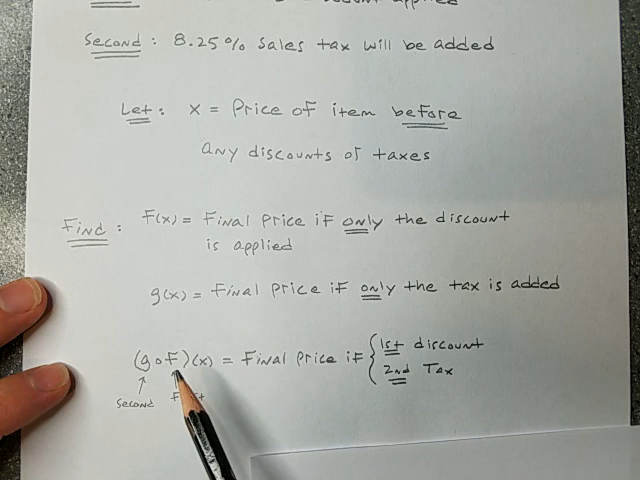 applied
Second: 8.25% sales tax will be added
Let: x = Price of item before
any discounts or taxes
Find: F(x) = Final price if only the discount
is applied
g(x) = Final price if only the tax is added
(g∘F)(x) = Final price if { 1st discount
2nd Tax
second